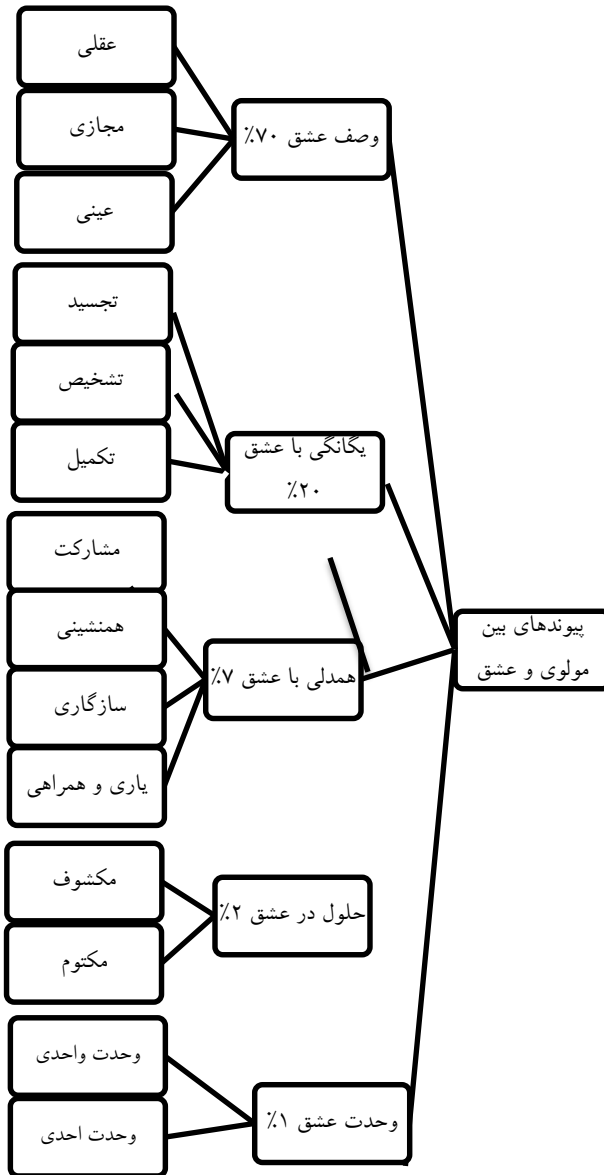 پیوندهای بین
مولوی و عشق
وصف عشق ۷۰٪
عقلی
مجازی
عینی
یگانگی با عشق
۲۰٪
تجسید
تشخیص
تکمیل
همدلی با عشق ۷٪
مشارکت
همنشینی
سازگاری
یاری و همراهی
حلول در عشق ۲٪
مکشوف
مکتوم
وحدت عشق ۱٪
وحدت واحدی
وحدت احدی